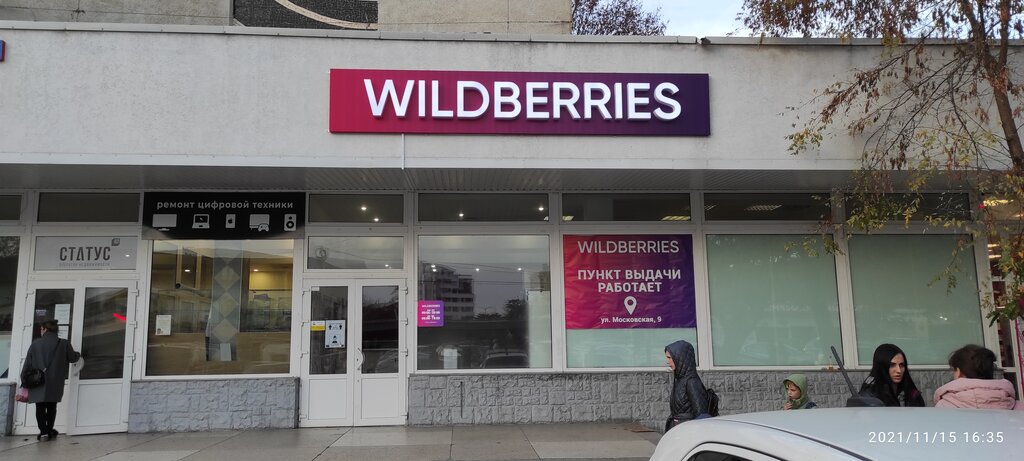 WILDBERRIES
ремонт цифровой техники
СТАТУС
WILDBERRIES
ПУНКТ ВЫДАЧИ
РАБОТАЕТ
ул. Московская, 9
WILDBERRIES
2021/11/15 16:35